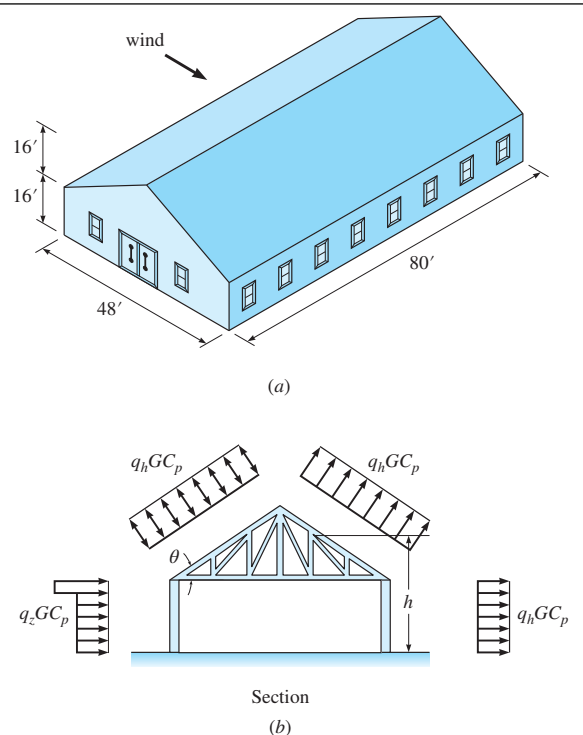 wind
16′
16′
48′
80′
(a)
q_hGC_p
q_hGC_p
θ
h
q_zGC_p
q_hGC_p
Section
(b)